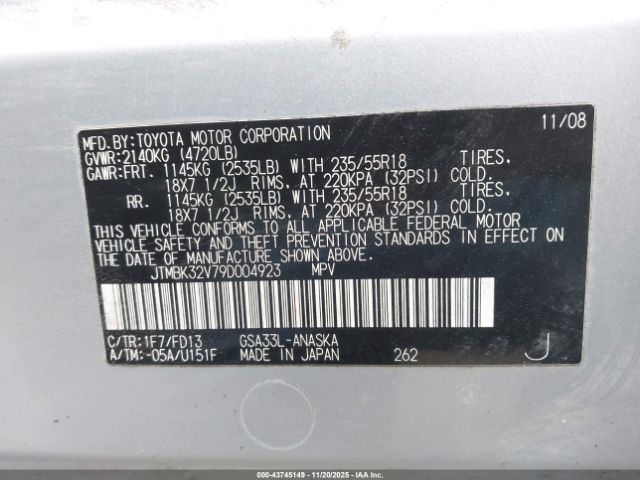 MFD.BY:TOYOTA MOTOR CORPORATION 11/08
GVWR:2140KG (4720LB)
GAWR:FRT. 1145KG (2535LB) WITH 235/55R18 TIRES,
18X7 1/2J RIMS, AT 220KPA (32PSI) COLD.
RR. 1145KG (2535LB) WITH 235/55R18 TIRES,
18X7 1/2J RIMS, AT 220KPA (32PSI) COLD.
THIS VEHICLE CONFORMS TO ALL APPLICABLE FEDERAL MOTOR
VEHICLE SAFETY AND THEFT PREVENTION STANDARDS IN EFFECT ON
THE DATE OF MANUFACTURE SHOWN ABOVE.
JTMBK32V79D004923 MPV
C/TR:1F7/FD13 GSA33L-ANASKA
A/TM:-05A/U151F MADE IN JAPAN 262 J
000-43745149 - 11/20/2025 - IAAI.COM